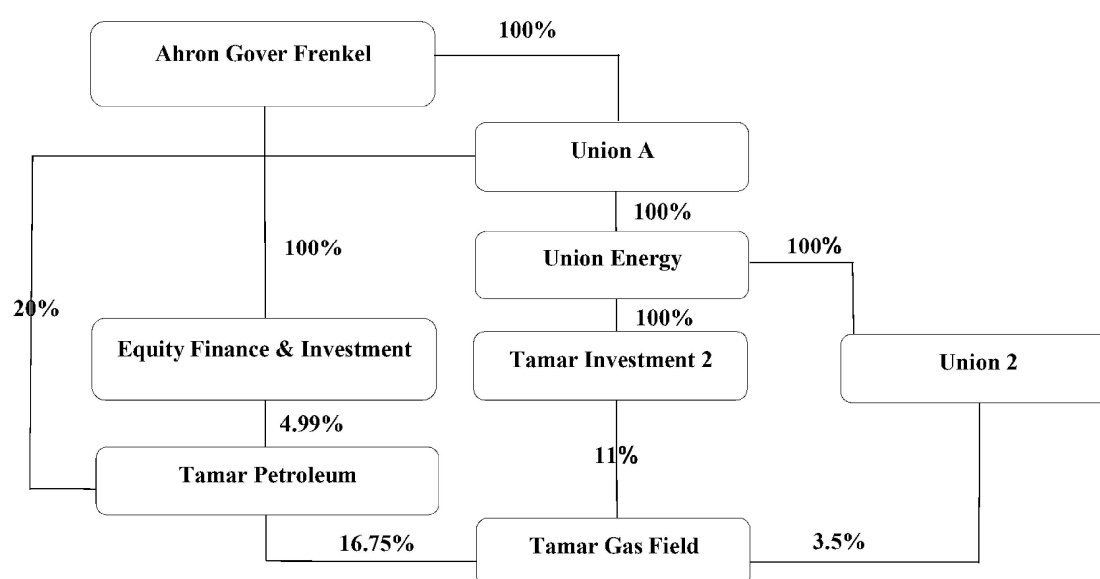 100%
Ahron Gover Frenkel
Union A
100%
Union Energy
100%
100%
20%
100%
Equity Finance & Investment
Tamar Investment 2
Union 2
4.99%
Tamar Petroleum
11%
16.75%
Tamar Gas Field
3.5%